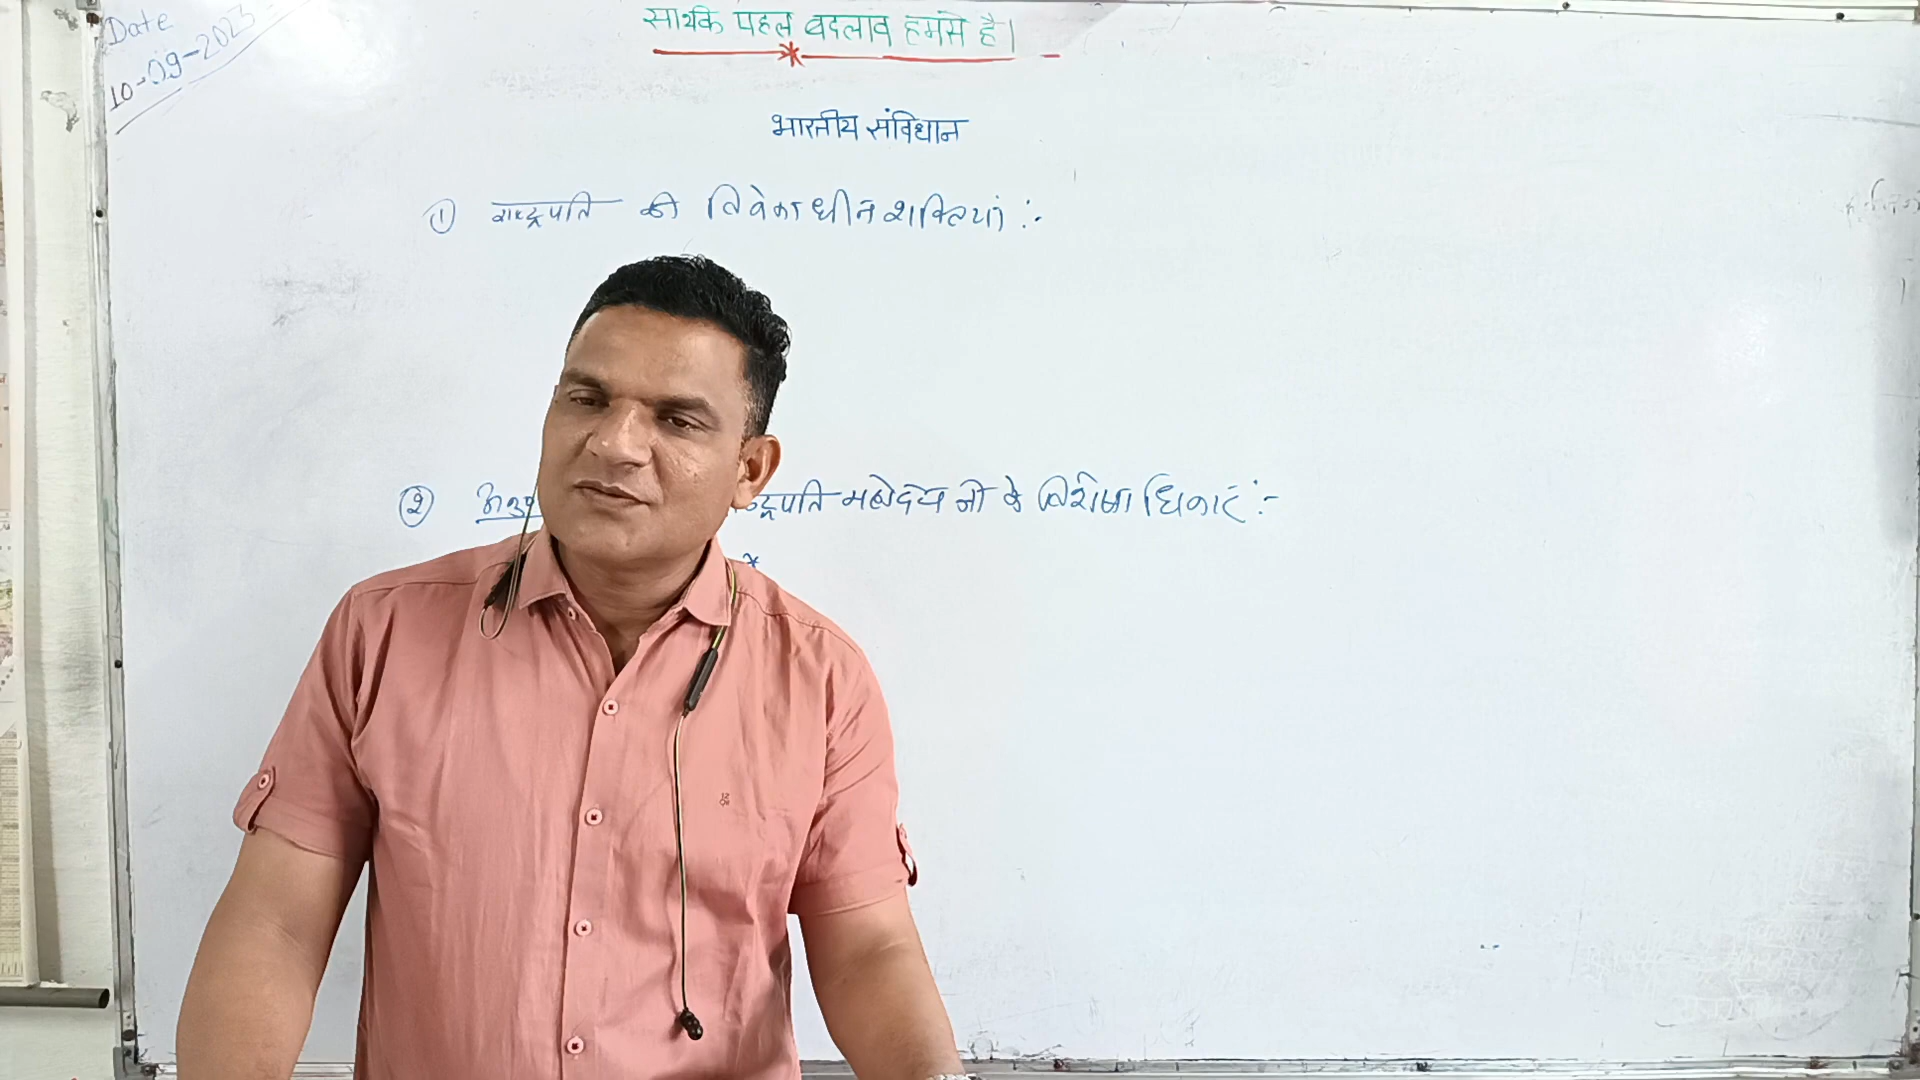 Date
10-09-2023
सार्थक पहल बदलाव हमसे है।
भारतीय संविधान
① राष्ट्रपति की विवेकाधीन शक्तियां :-
② राष्ट्रपति महोदय जी के विशेषाधिकार :-